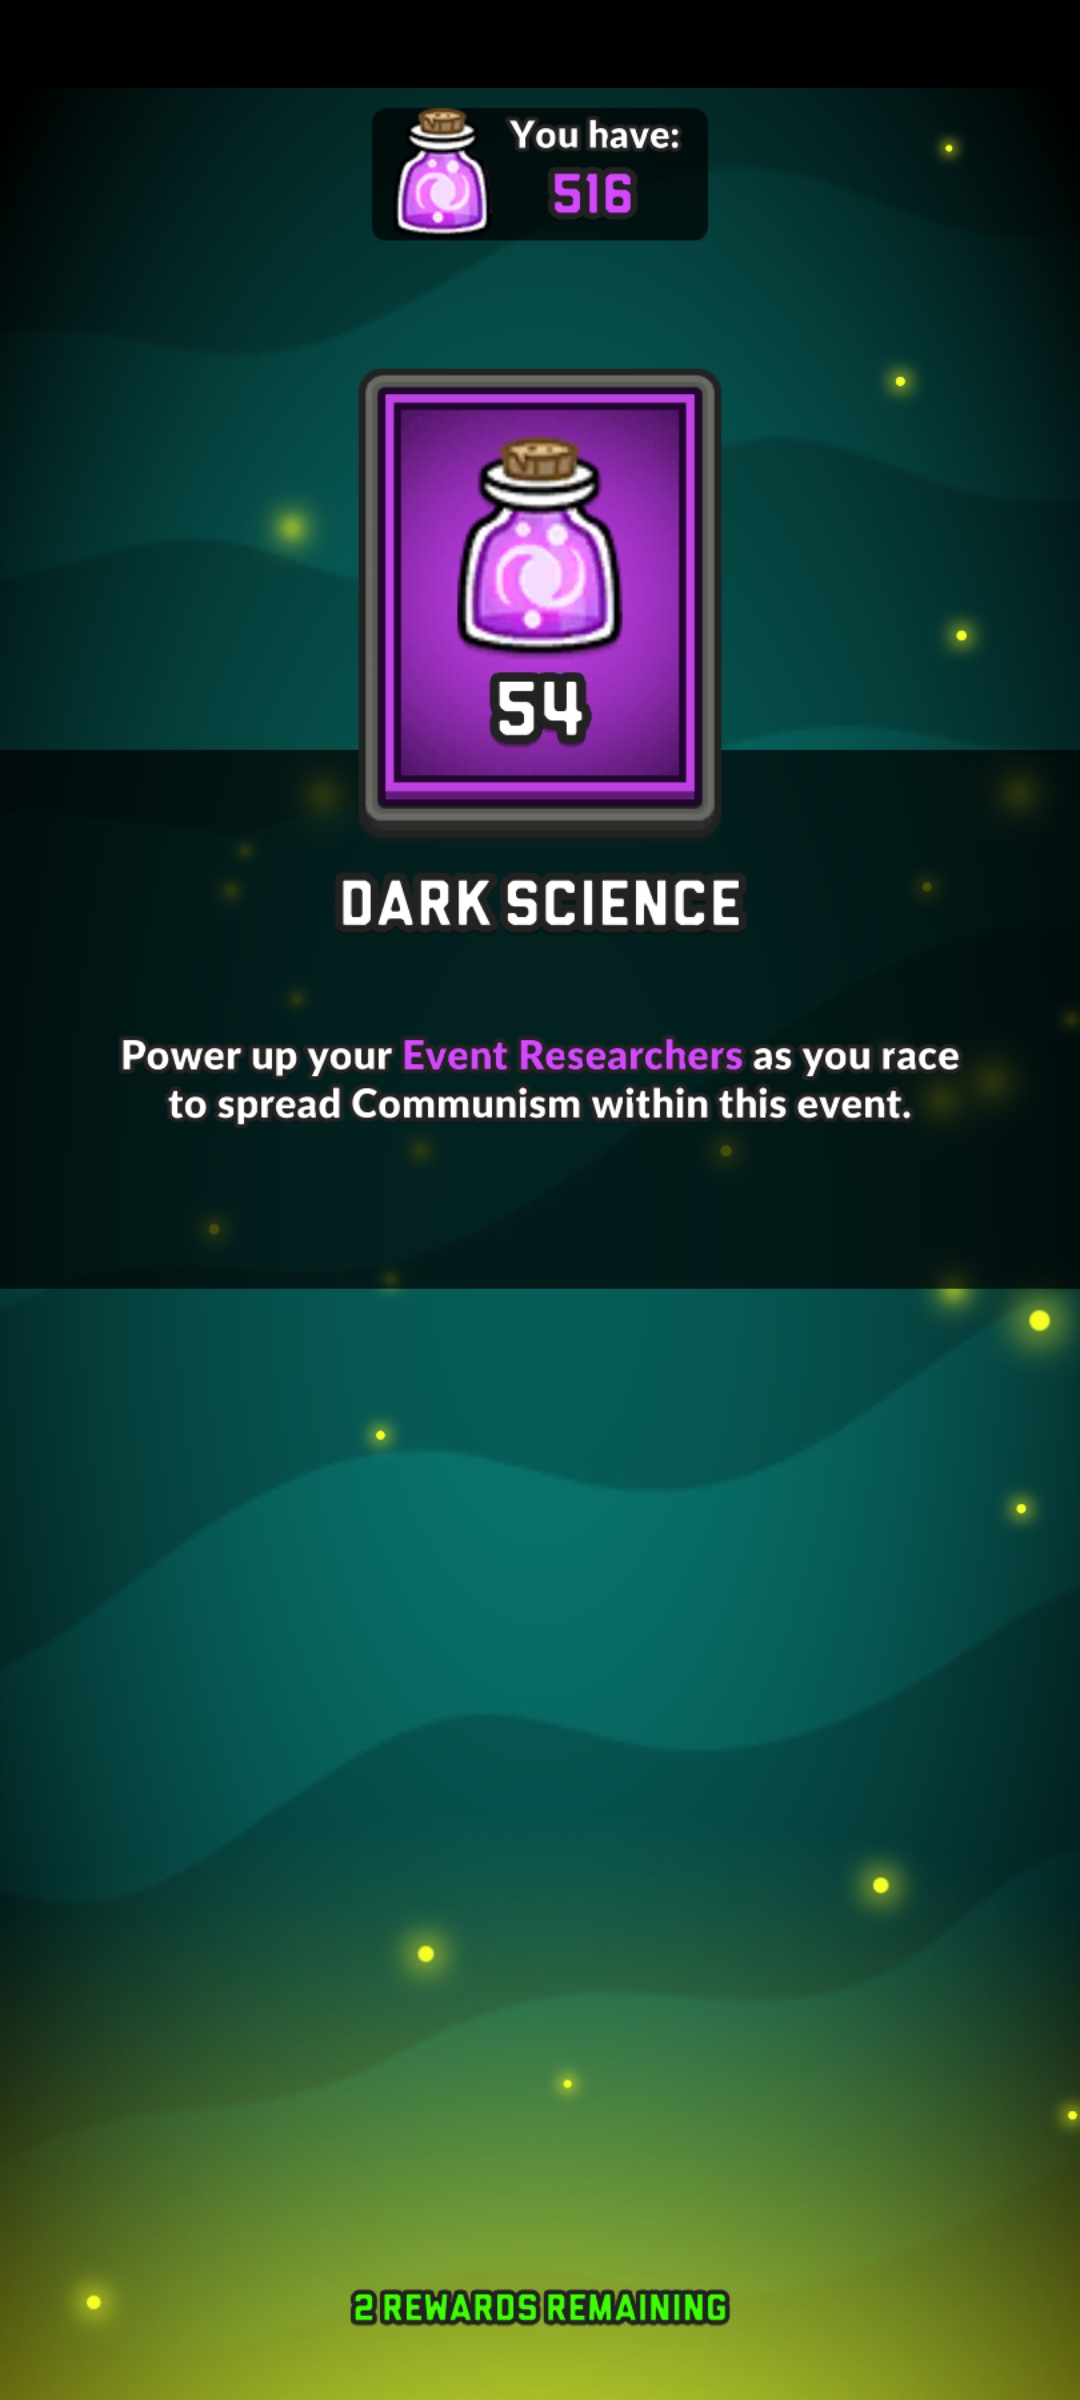 You have:
516
54
DARK SCIENCE
Power up your Event Researchers as you race
to spread Communism within this event.
2 REWARDS REMAINING